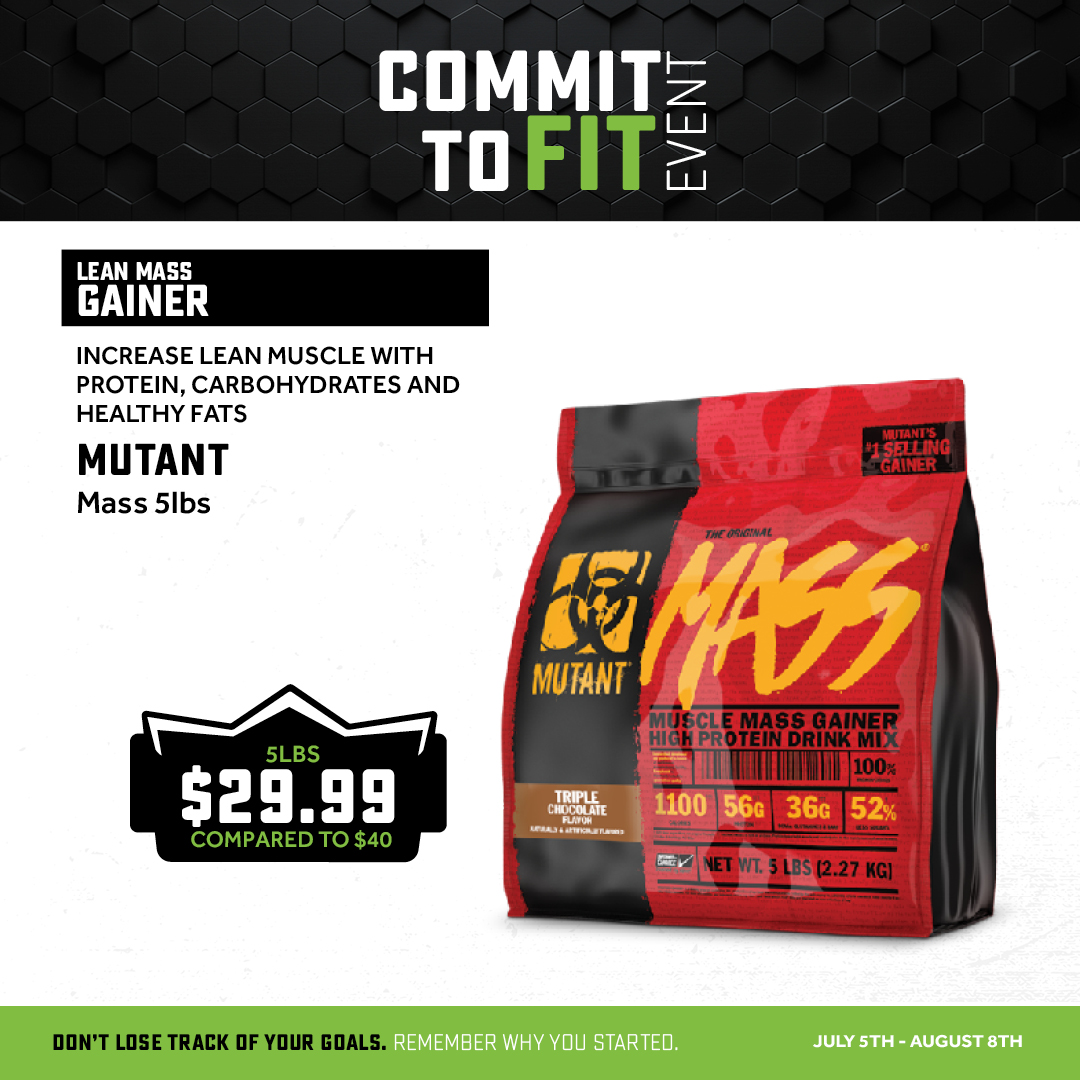 COMMIT
TO FIT
EVENT
LEAN MASS
GAINER
INCREASE LEAN MUSCLE WITH
PROTEIN, CARBOHYDRATES AND
HEALTHY FATS
MUTANT
Mass 5lbs
5LBS
$29.99
COMPARED TO $40
MUTANT'S
#1 SELLING
GAINER
THE ORIGINAL
MASS
MUTANT
MUSCLE MASS GAINER
HIGH PROTEIN DRINK MIX
100%
TRIPLE
CHOCOLATE
FLAVOR
NATURALS & ARTIFICIAL FLAVORS
1100 56G 36G 52%
NET WT. 5 LBS (2.27 KG)
DON'T LOSE TRACK OF YOUR GOALS. REMEMBER WHY YOU STARTED.
JULY 5TH - AUGUST 8TH